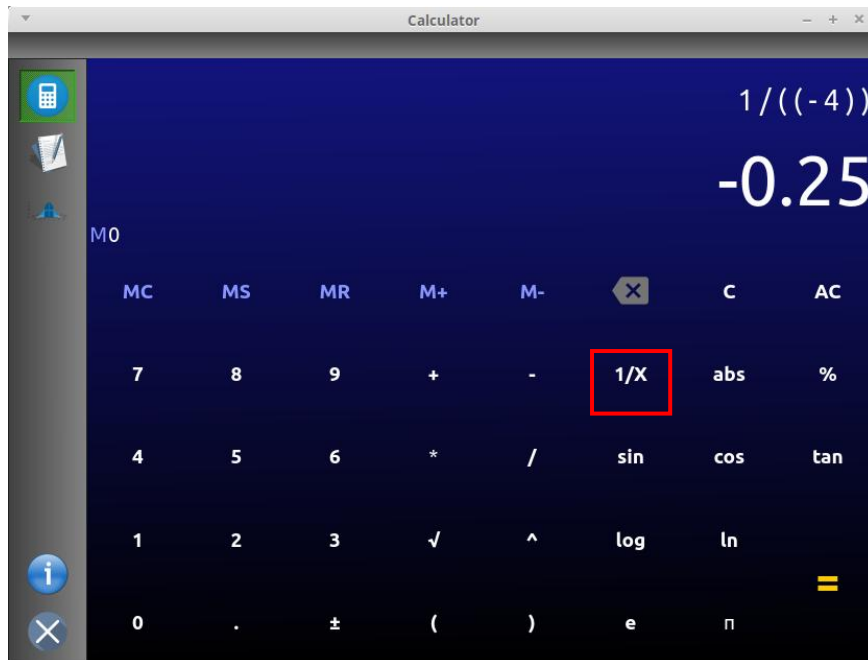 Calculator
1/((-4))
-0.25
M0
MC MS MR M+ M- C AC
7 8 9 + - 1/X abs %
4 5 6 * / sin cos tan
1 2 3 √ ^ log ln
=
0 . ± ( ) e п